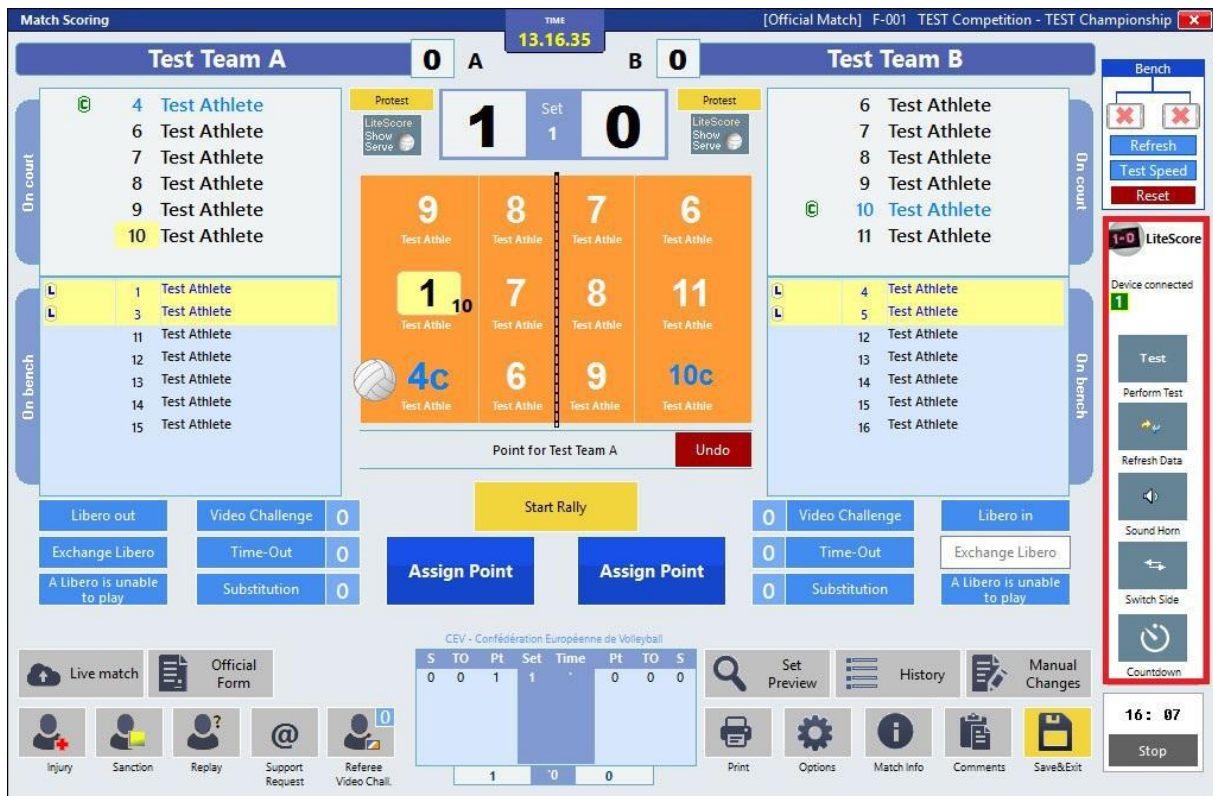 Match Scoring
TIME
13.16.35
[Official Match] F-001 TEST Competition - TEST Championship
Test Team A
0 A
B 0
Test Team B
On court
C 4 Test Athlete
6 Test Athlete
7 Test Athlete
8 Test Athlete
9 Test Athlete
10 Test Athlete
On bench
L 1 Test Athlete
L 3 Test Athlete
11 Test Athlete
12 Test Athlete
13 Test Athlete
14 Test Athlete
15 Test Athlete
Protest
LiteScore
Show
Serve
1
Set
1
0
Protest
LiteScore
Show
Serve
9 8 7 6
Test Athle Test Athle Test Athle Test Athle
1 10 7 8 11
Test Athle Test Athle Test Athle Test Athle
4c 6 9 10c
Test Athle Test Athle Test Athle Test Athle
Point for Test Team A
Undo
Start Rally
Assign Point
Assign Point
6 Test Athlete
7 Test Athlete
8 Test Athlete
9 Test Athlete
C 10 Test Athlete
11 Test Athlete
On court
L 4 Test Athlete
L 5 Test Athlete
12 Test Athlete
13 Test Athlete
14 Test Athlete
15 Test Athlete
16 Test Athlete
On bench
Libero out
Video Challenge 0
Exchange Libero
Time-Out 0
A Libero is unable
to play
Substitution 0
0 Video Challenge
Libero in
0 Time-Out
Exchange Libero
0 Substitution
A Libero is unable
to play
Bench
Refresh
Test Speed
Reset
1-0 LiteScore
Device connected
1
Test
Perform Test
Refresh Data
Sound Horn
Switch Side
Countdown
16: 07
Stop
Live match
Official
Form
CEV - Confédération Européenne de Volleyball
S TO Pt Set Time Pt TO S
0 0 1 1 ' 0 0 0
1 '0 0
Set
Preview
History
Manual
Changes
Injury
Sanction
?
Replay
@
Support
Request
0
Referee
Video Chall.
Print
Options
Match Info
Comments
Save&Exit